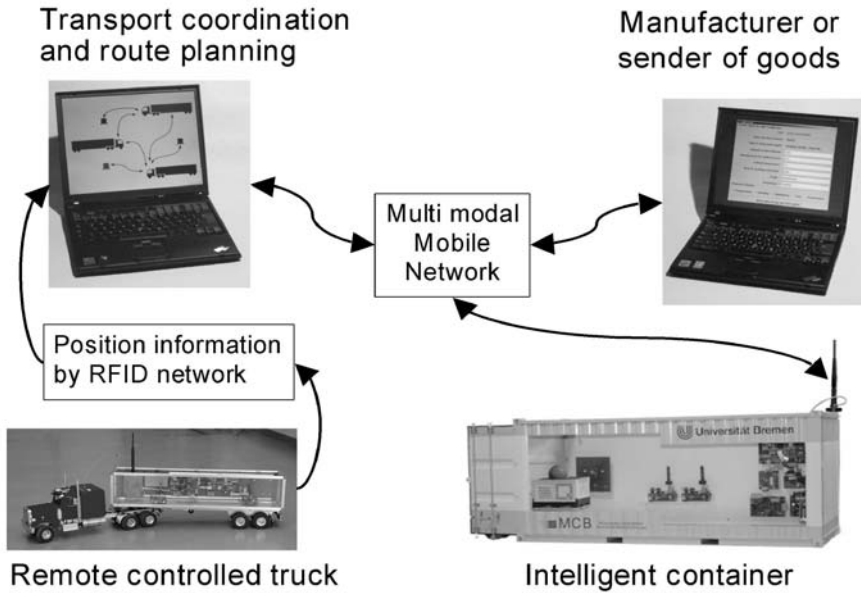 Transport coordination
and route planning
Manufacturer or
sender of goods
Multi modal
Mobile
Network
Position information
by RFID network
Universität Bremen
MCB
Remote controlled truck
Intelligent container